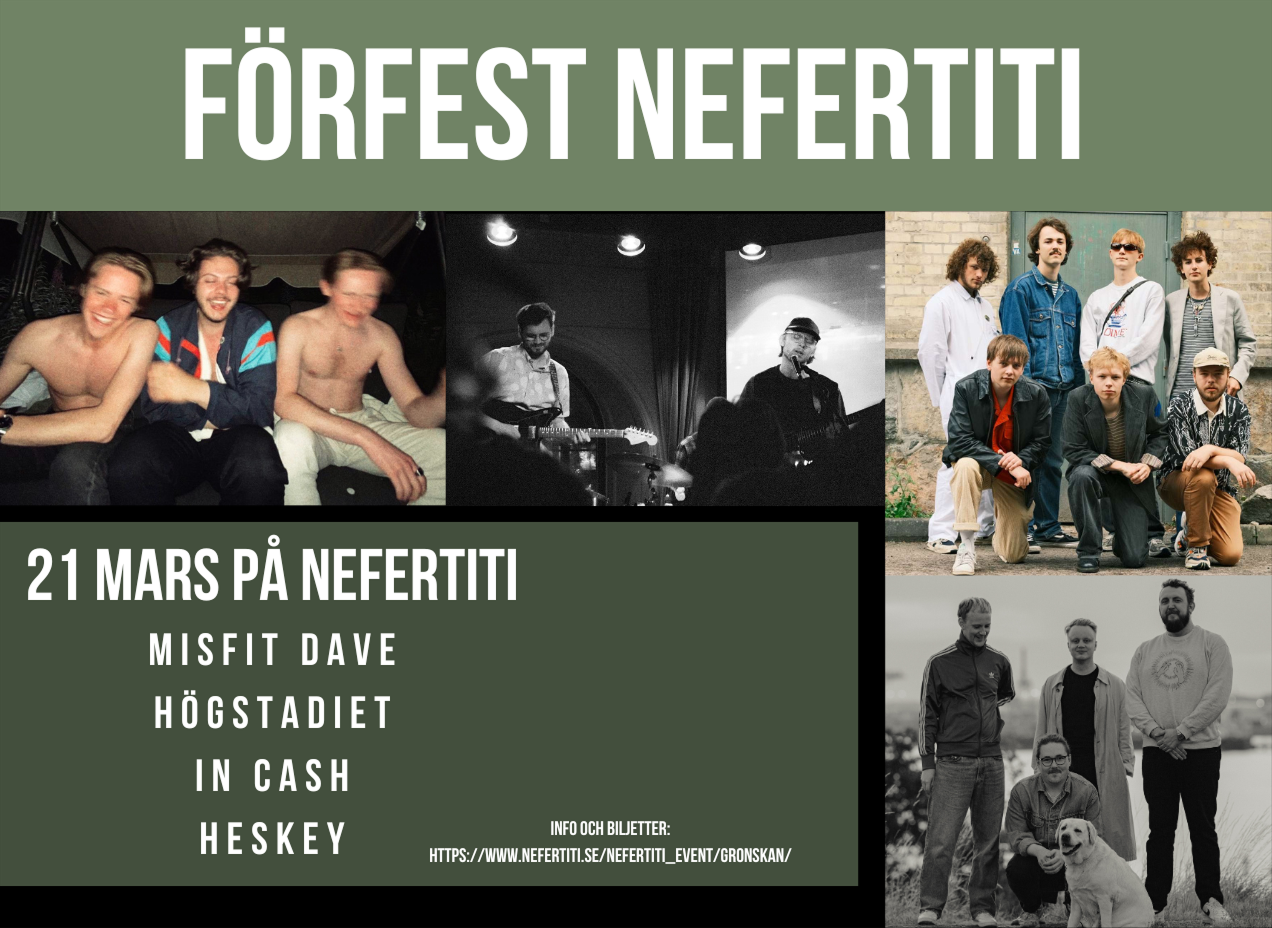 FÖRFEST NEFERTITI
21 MARS PÅ NEFERTITI
MISFIT DAVE
HÖGSTADIET
IN CASH
HESKEY
INFO OCH BILJETTER:
HTTPS://WWW.NEFERTITI.SE/NEFERTITI_EVENT/GRONSKAN/